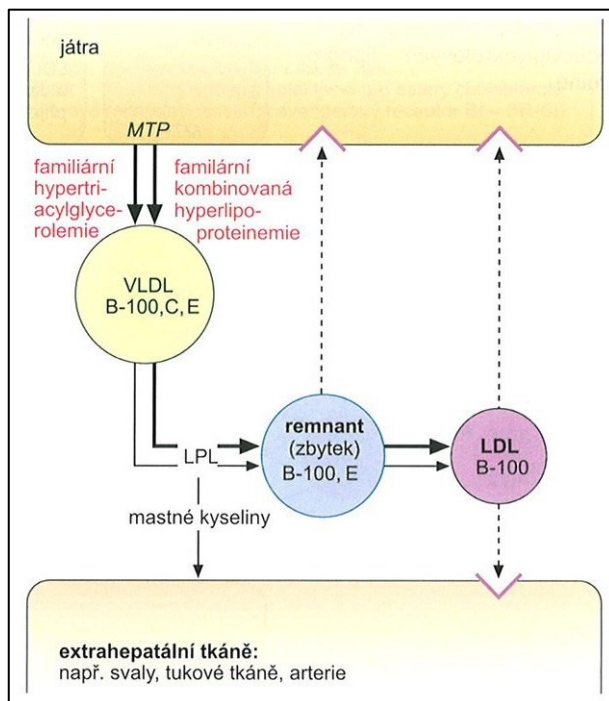 játra
MTP
familiární
hypertri-
acylglyce-
rolemie
familární
kombinovaná
hyperlipo-
proteinemie
VLDL
B-100, C, E
LPL
mastné kyseliny
remnant
(zbytek)
B-100, E
LDL
B-100
extrahepatální tkáně:
např. svaly, tukové tkáně, arterie